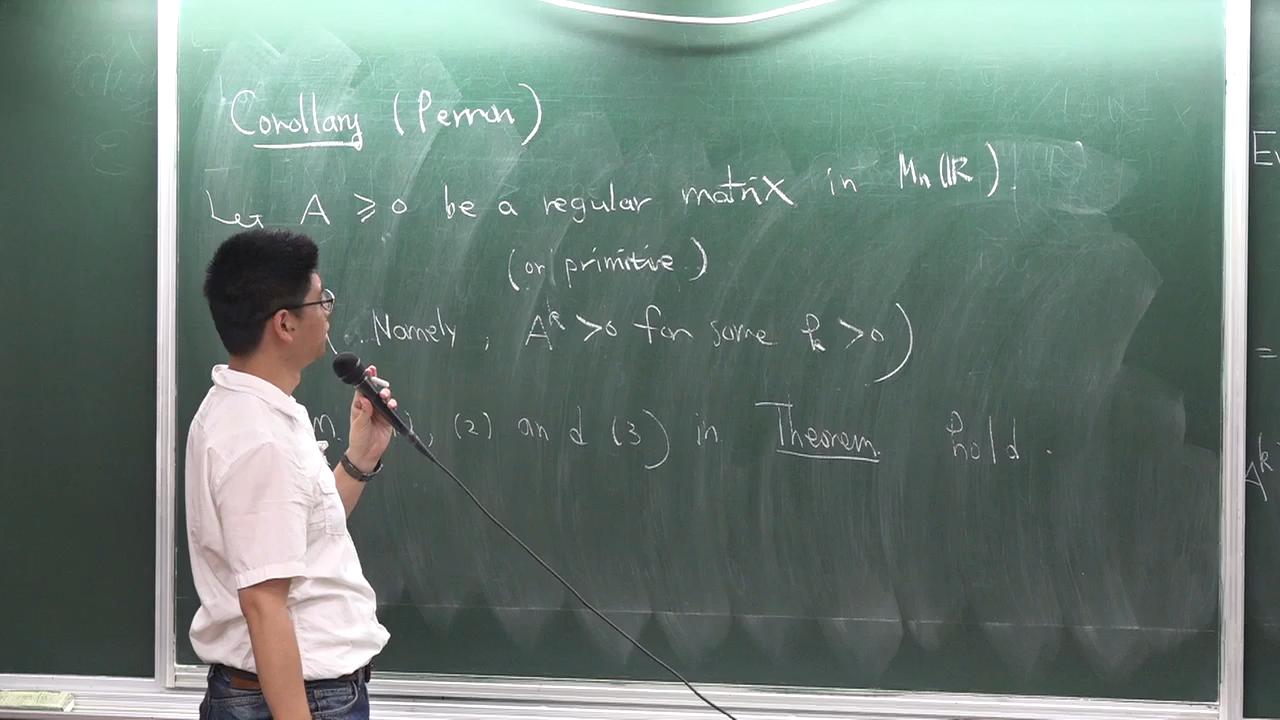 Corollary (Perron)
Let A ⩾ 0 be a regular matrix in Mn(ℝ).
(or primitive)
Namely, A^k >0 for some k >0)
, (2) and (3) in Theorem hold.
Ev
=
A^k